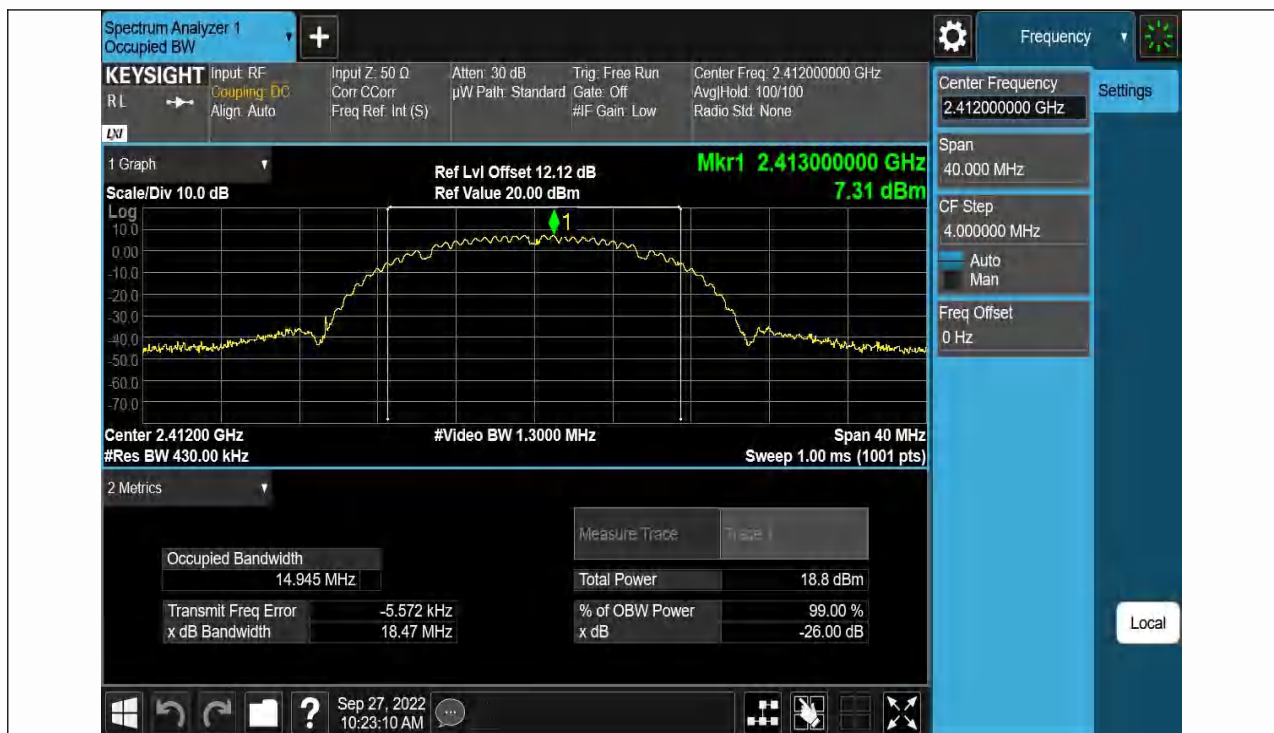 Spectrum Analyzer 1
Occupied BW
Frequency
KEYSIGHT
R L
LXI
Input: RF
Coupling: DC
Align: Auto
Input Z: 50 Ω
Corr CCorr
Freq Ref: Int (S)
Atten: 30 dB
µW Path: Standard
Trig: Free Run
Gate: Off
#IF Gain: Low
Center Freq: 2.412000000 GHz
Avg|Hold: 100/100
Radio Std: None
Center Frequency
2.412000000 GHz
Settings
Span
40.000 MHz
CF Step
4.000000 MHz
Auto
Man
Freq Offset
0 Hz
Local
1 Graph
Scale/Div 10.0 dB
Ref Lvl Offset 12.12 dB
Ref Value 20.00 dBm
Mkr1 2.413000000 GHz
7.31 dBm
Log
1
10.0
0.00
-10.0
-20.0
-30.0
-40.0
-50.0
-60.0
-70.0
Center 2.41200 GHz
#Video BW 1.3000 MHz
Span 40 MHz
#Res BW 430.00 kHz
Sweep 1.00 ms (1001 pts)
2 Metrics
Measure Trace
Trace 1
Occupied Bandwidth
14.945 MHz
Total Power 18.8 dBm
Transmit Freq Error -5.572 kHz
% of OBW Power 99.00 %
x dB Bandwidth 18.47 MHz
x dB -26.00 dB
Sep 27, 2022
10:23:10 AM